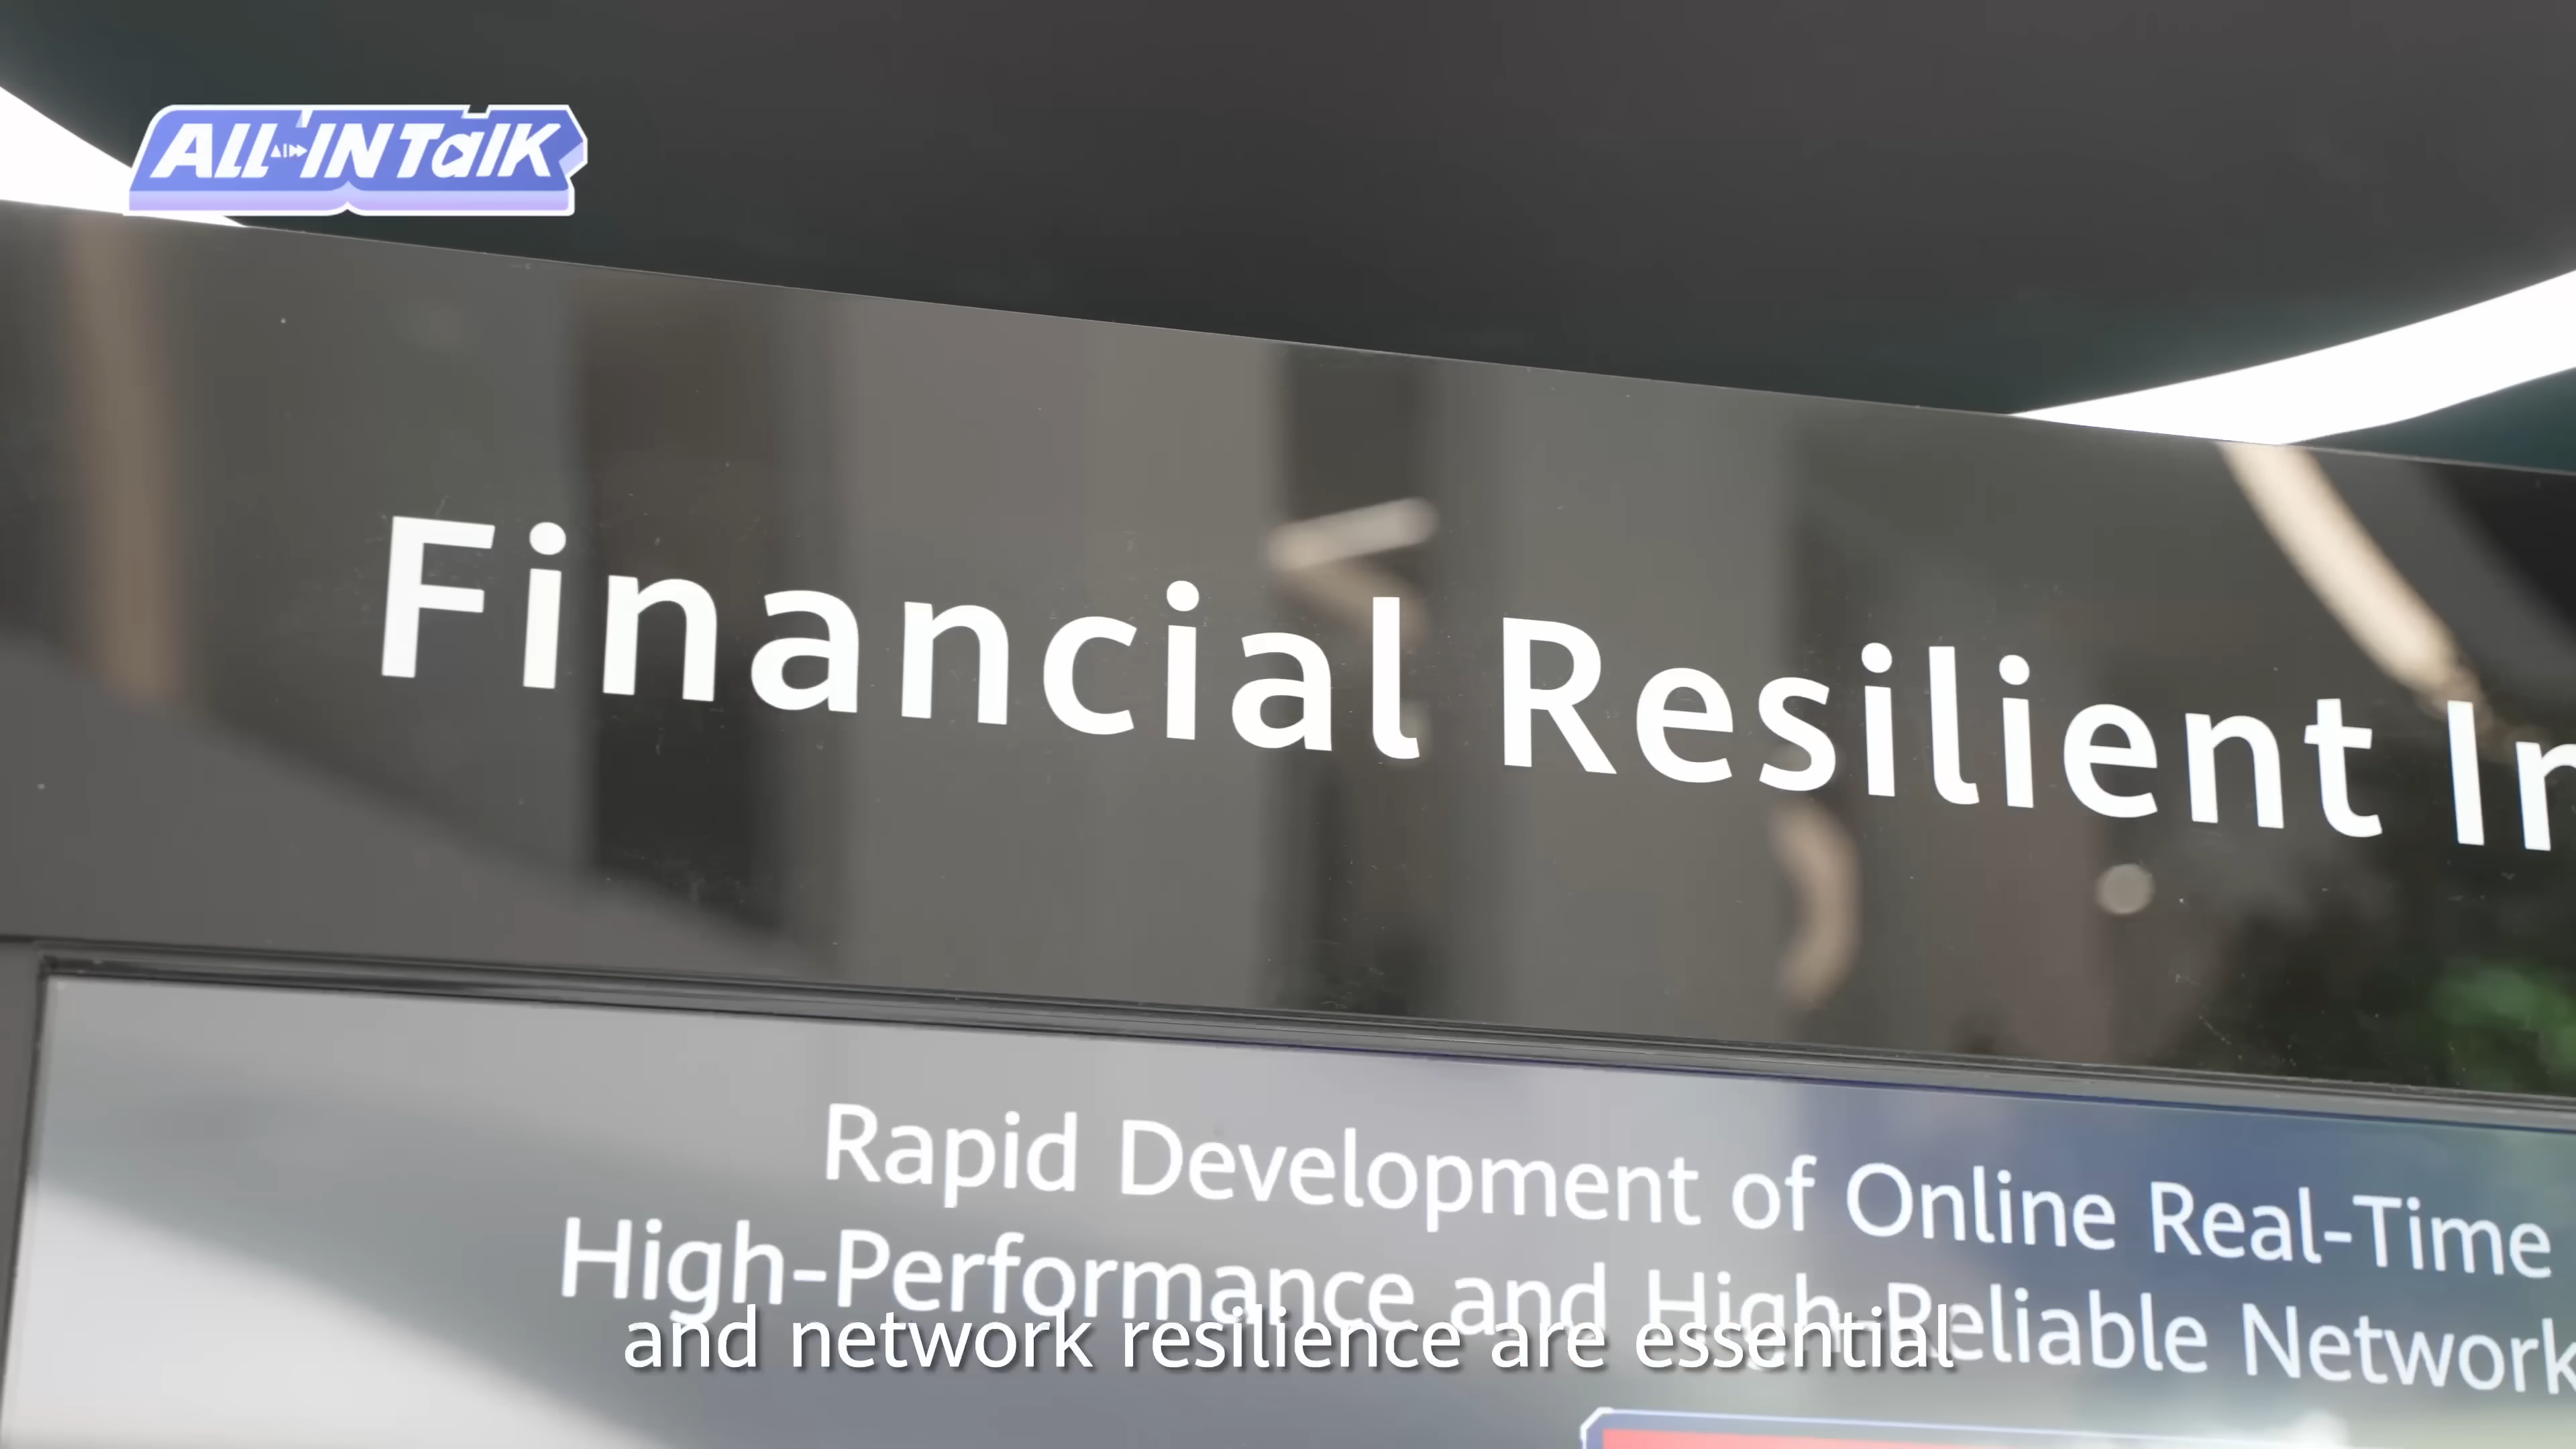 ALL-IN Talk
Financial Resilient
Rapid Development of Online Real-Time
High-Performance and High-Reliable Network
and network resilience are essential